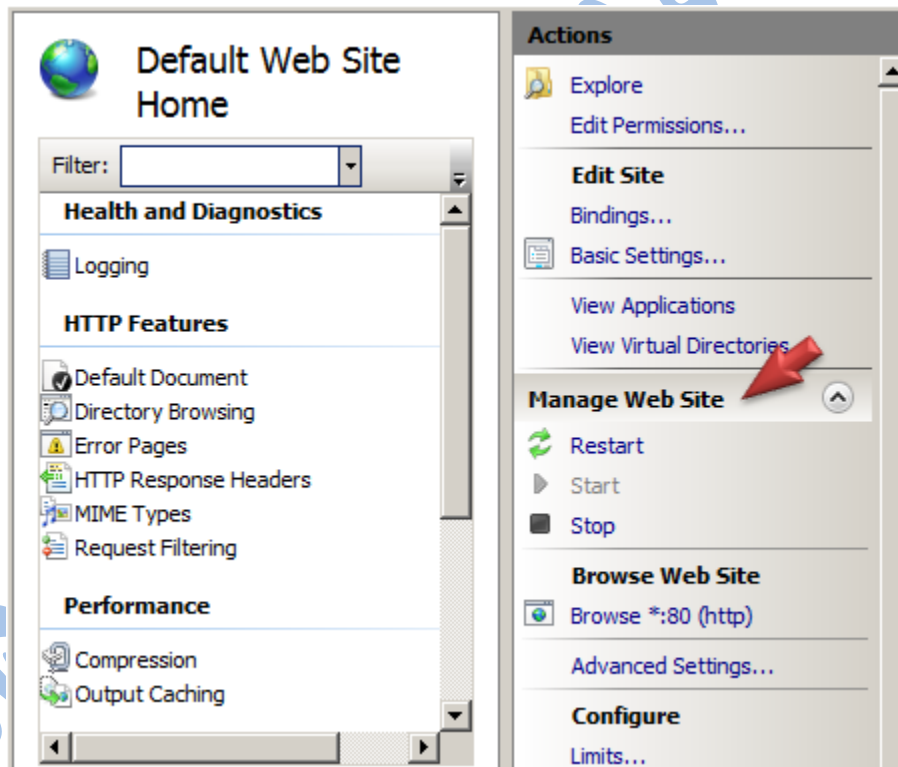 Default Web Site
Home
Filter:
Health and Diagnostics
Logging
HTTP Features
Default Document
Directory Browsing
Error Pages
HTTP Response Headers
MIME Types
Request Filtering
Performance
Compression
Output Caching
Actions
Explore
Edit Permissions...
Edit Site
Bindings...
Basic Settings...
View Applications
View Virtual Directories
Manage Web Site
Restart
Start
Stop
Browse Web Site
Browse *:80 (http)
Advanced Settings...
Configure
Limits...